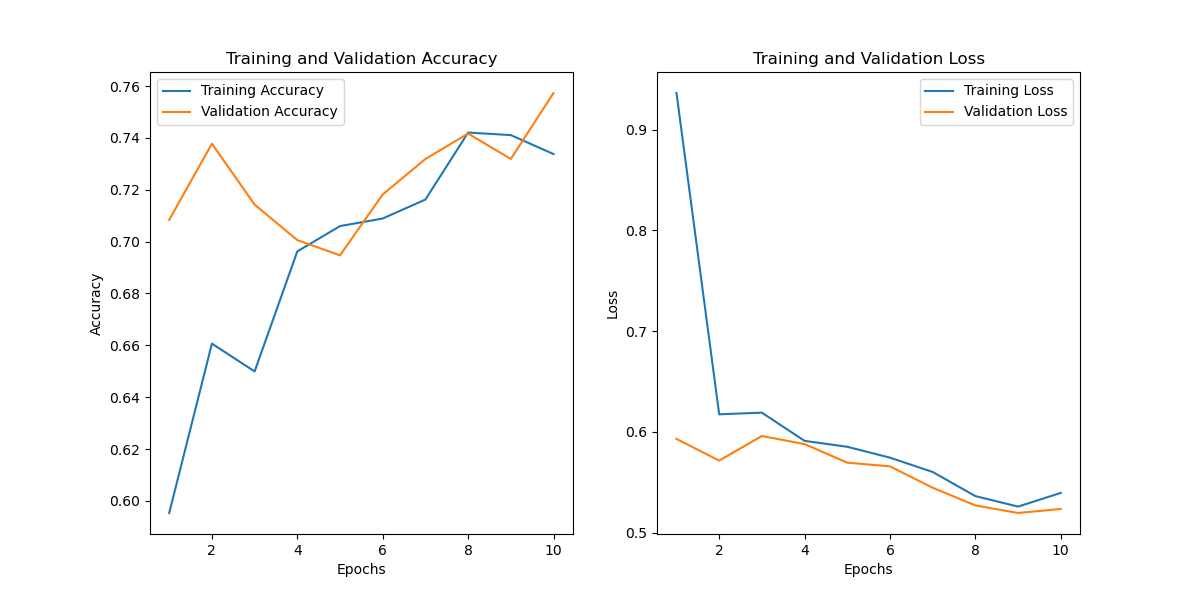 Training and Validation Accuracy
Training Accuracy
Validation Accuracy
0.76
0.74
0.72
0.70
0.68
0.66
0.64
0.62
0.60
Accuracy
2 4 6 8 10
Epochs
Training and Validation Loss
Training Loss
Validation Loss
0.9
0.8
0.7
0.6
0.5
Loss
2 4 6 8 10
Epochs